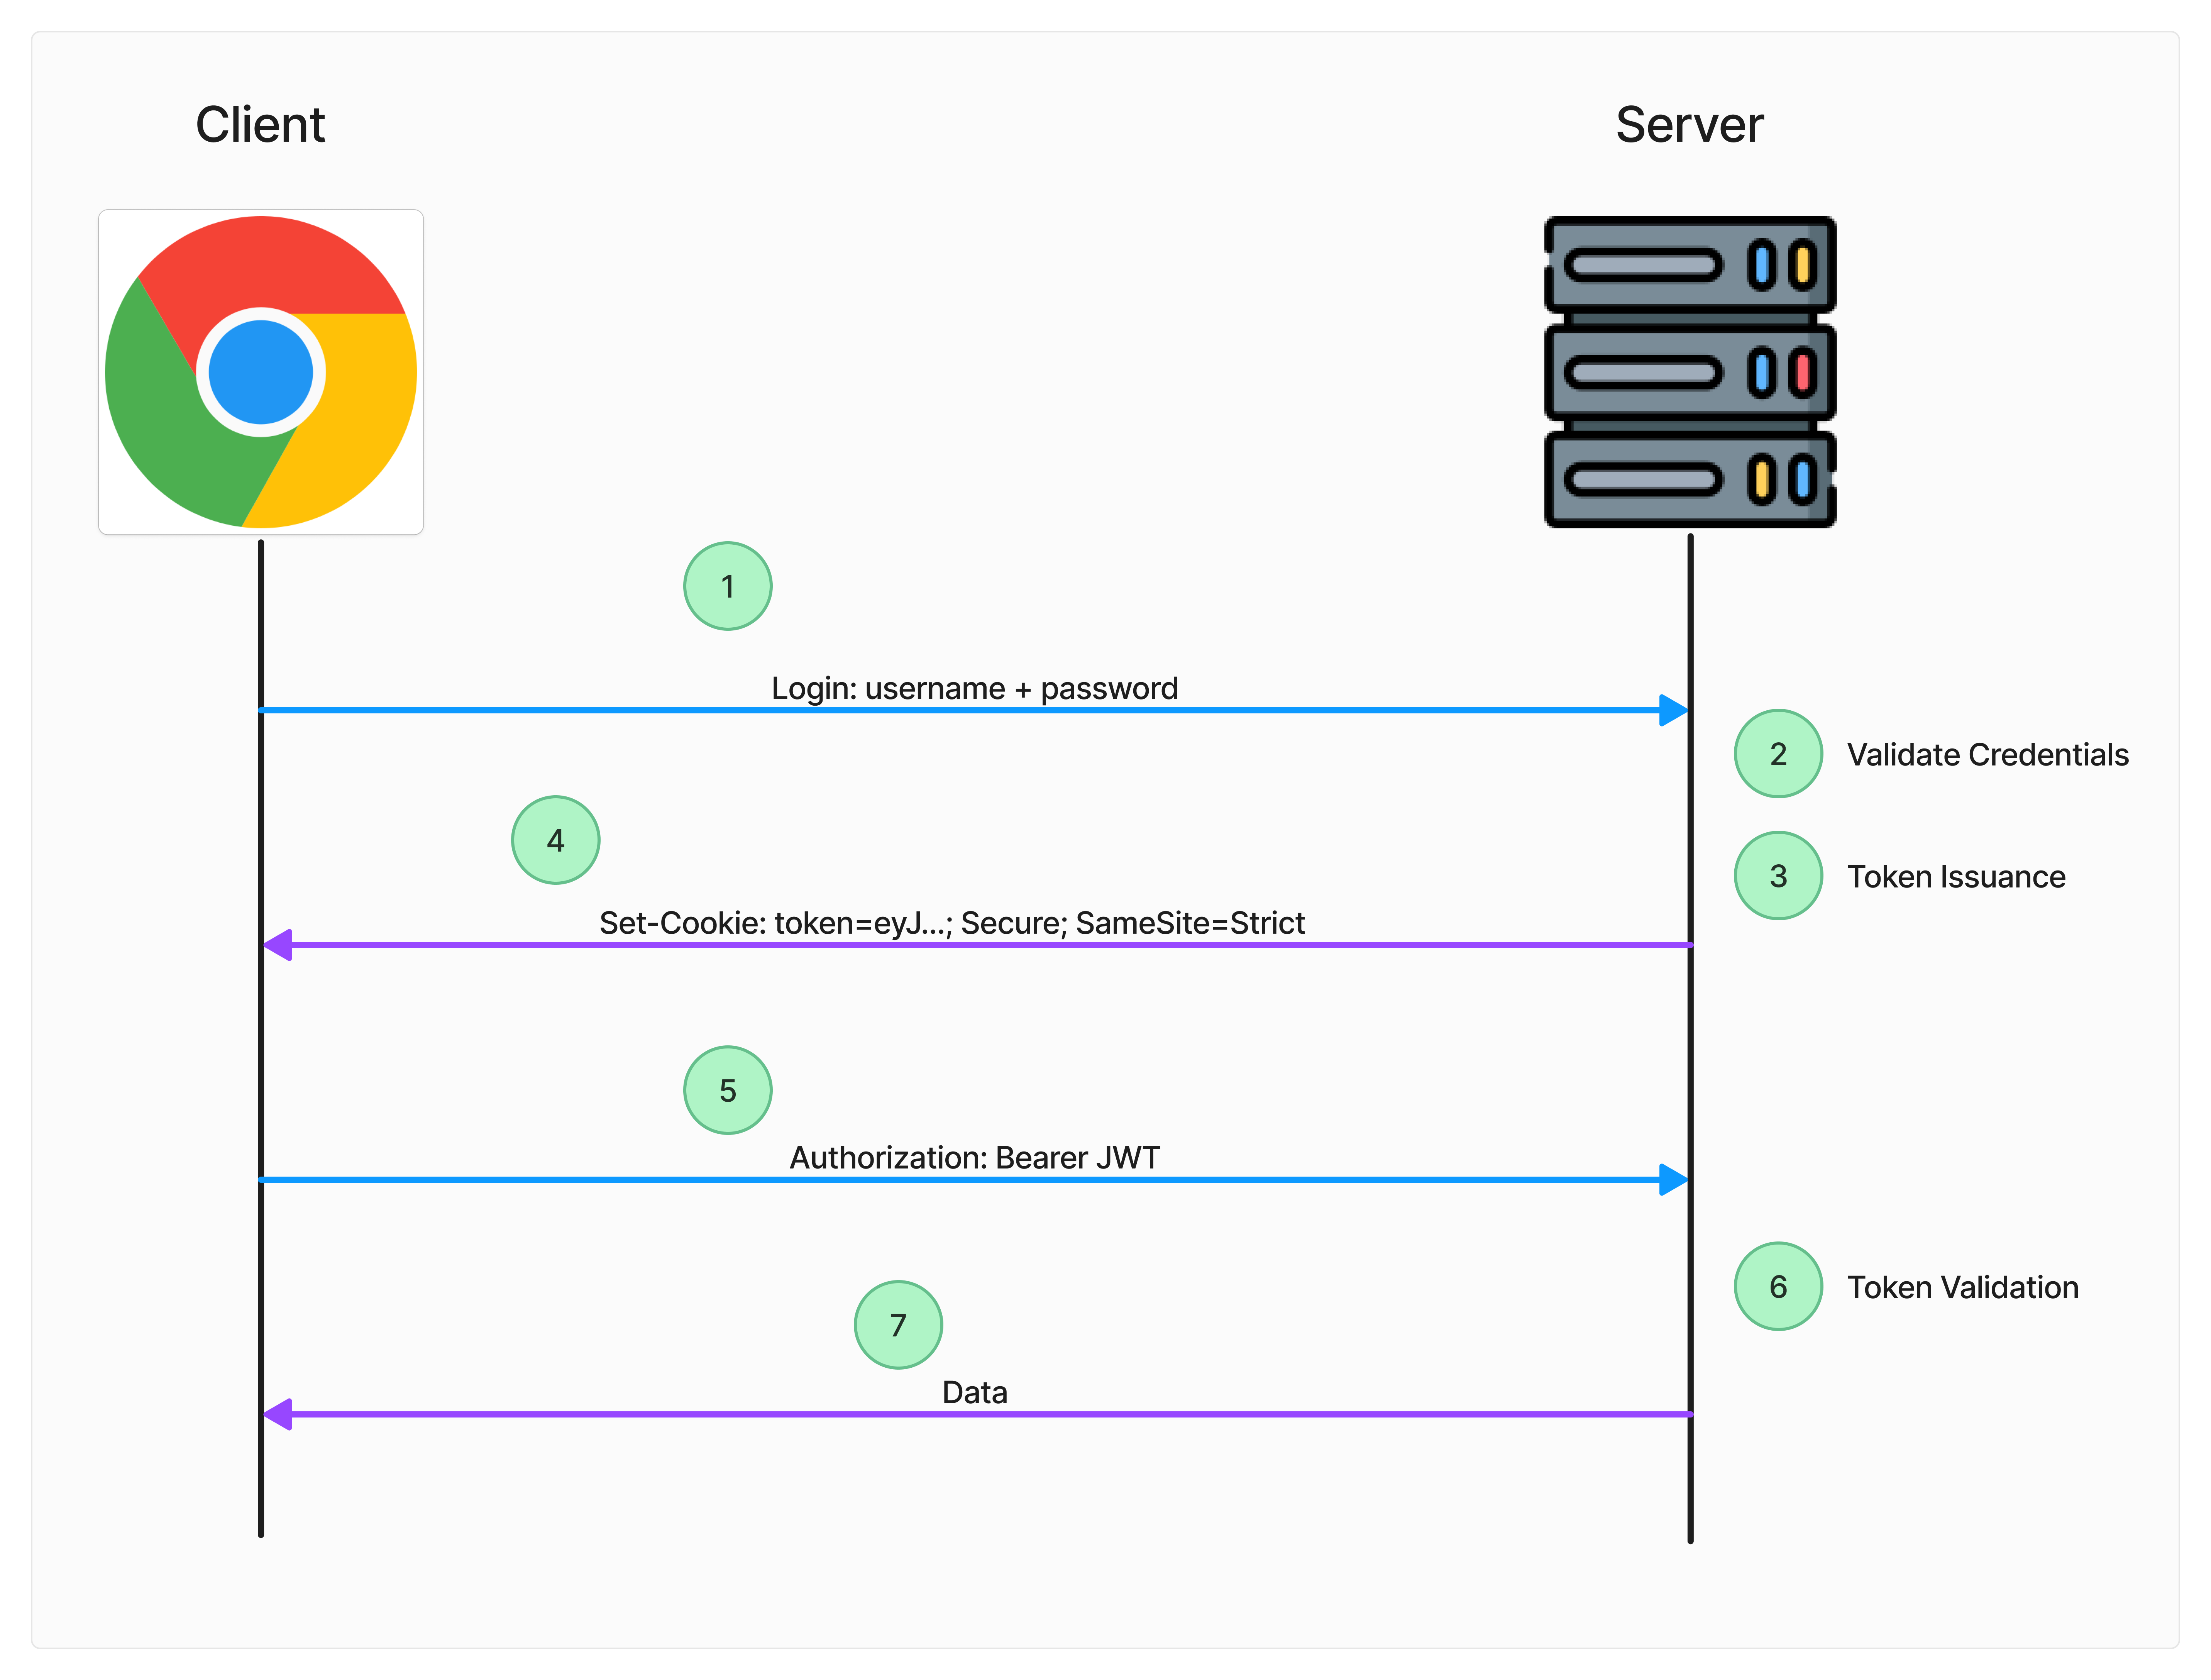 Client
Server
1
Login: username + password
2
Validate Credentials
4
3
Token Issuance
Set-Cookie: token=eyJ...; Secure; SameSite=Strict
5
Authorization: Bearer JWT
6
Token Validation
7
Data